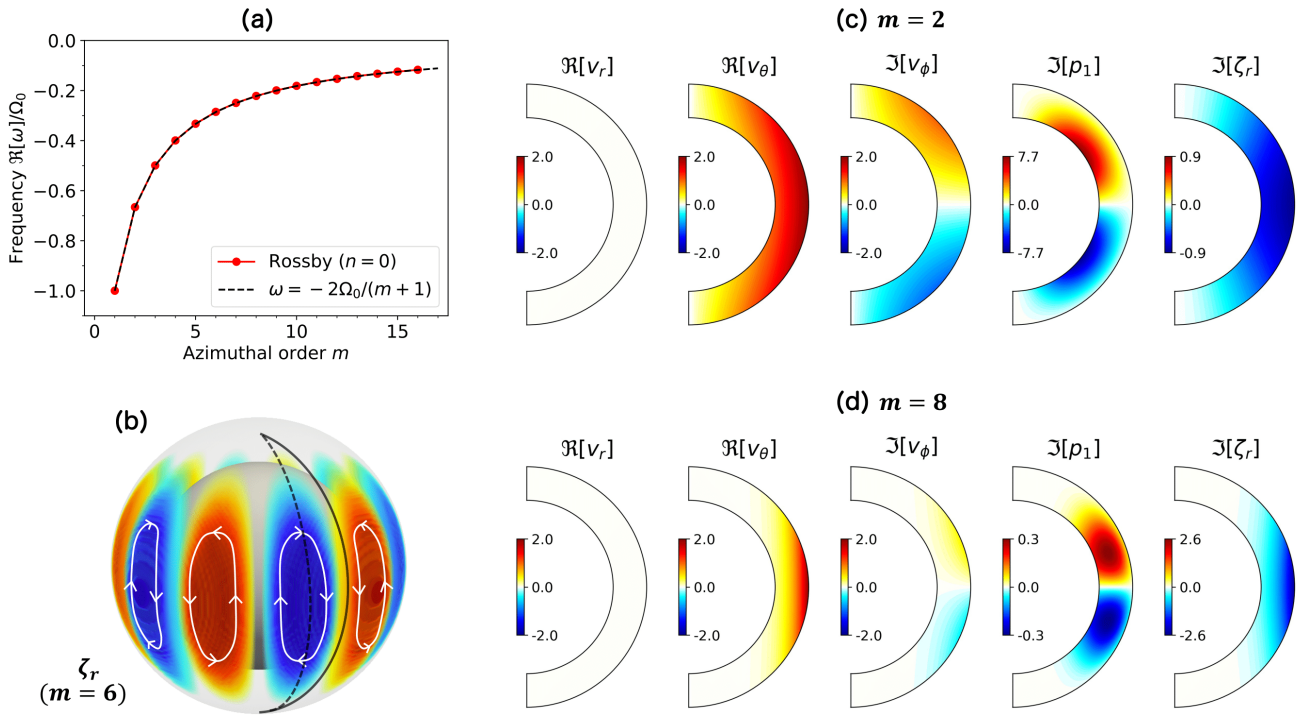 (a)
0.0
−0.2
−0.4
−0.6
−0.8
−1.0
Frequency ℜ[ω]/Ω₀
Rossby (n = 0)
ω = − 2Ω₀/(m + 1)
0 5 10 15
Azimuthal order m
(b)
ζᵣ
(m = 6)
(c) m = 2
ℜ[vᵣ] ℜ[v_θ] ℑ[v_ϕ] ℑ[p₁] ℑ[ζᵣ]
2.0 2.0 2.0 7.7 0.9
0.0 0.0 0.0 0.0 0.0
-2.0 -2.0 -2.0 -7.7 -0.9
(d) m = 8
ℜ[vᵣ] ℜ[v_θ] ℑ[v_ϕ] ℑ[p₁] ℑ[ζᵣ]
2.0 2.0 2.0 0.3 2.6
0.0 0.0 0.0 0.0 0.0
-2.0 -2.0 -2.0 -0.3 -2.6